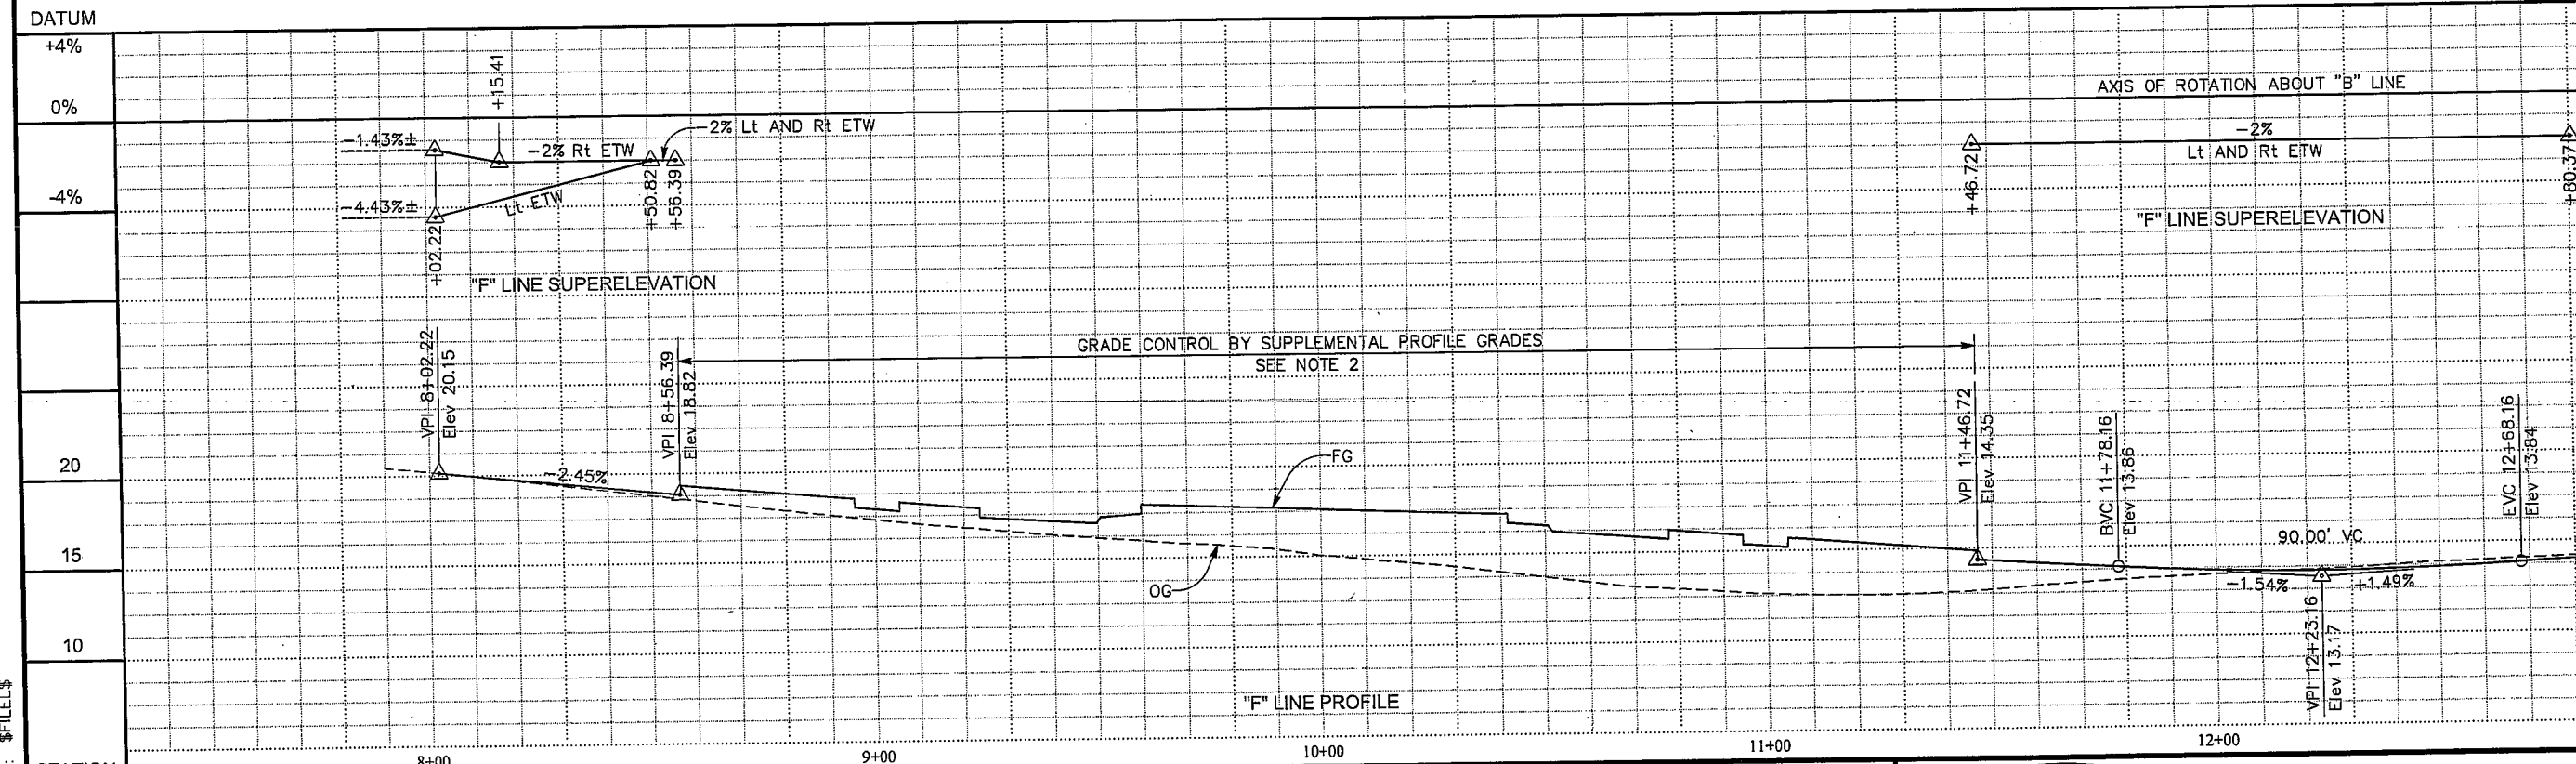 DATUM
+4%
0%
-4%
20
15
10
+15.41
-1.43%±
-4.43%±
-2% Rt ETW
-2% Lt AND Rt ETW
Lt ETW
+02.22
+50.82
+56.39
"F" LINE SUPERELEVATION
AXIS OF ROTATION ABOUT "B" LINE
-2%
Lt AND Rt ETW
+46.72
+80.37
"F" LINE SUPERELEVATION
VPI 8+02.22
Elev 20.15
-2.45%
VPI 8+56.39
Elev 18.82
GRADE CONTROL BY SUPPLEMENTAL PROFILE GRADES
SEE NOTE 2
FG
OG
VPI 11+46.72
Elev 14.35
BVC 11+78.16
Elev 13.86
90.00' VC
-1.54%
+1.49%
VPI 12+23.16
Elev 13.17
EVC 12+68.16
Elev 13.84
"F" LINE PROFILE
8+00
9+00
10+00
11+00
12+00